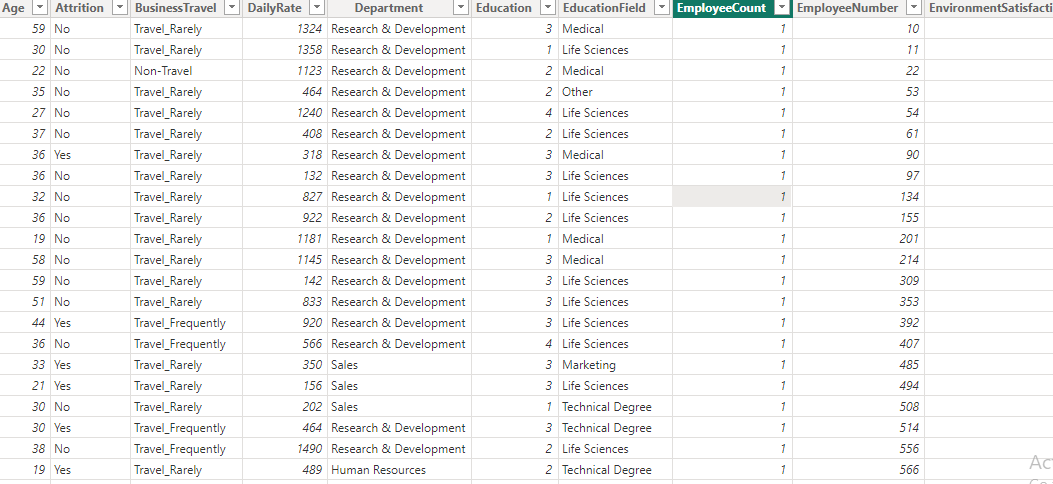 Age Attrition BusinessTravel DailyRate Department Education EducationField EmployeeCount EmployeeNumber EnvironmentSatisfacti
59 No Travel_Rarely 1324 Research & Development 3 Medical 1 10
30 No Travel_Rarely 1358 Research & Development 1 Life Sciences 1 11
22 No Non-Travel 1123 Research & Development 2 Medical 1 22
35 No Travel_Rarely 464 Research & Development 2 Other 1 53
27 No Travel_Rarely 1240 Research & Development 4 Life Sciences 1 54
37 No Travel_Rarely 408 Research & Development 2 Life Sciences 1 61
36 Yes Travel_Rarely 318 Research & Development 3 Medical 1 90
36 No Travel_Rarely 132 Research & Development 3 Life Sciences 1 97
32 No Travel_Rarely 827 Research & Development 1 Life Sciences 1 134
36 No Travel_Rarely 922 Research & Development 2 Life Sciences 1 155
19 No Travel_Rarely 1181 Research & Development 1 Medical 1 201
58 No Travel_Rarely 1145 Research & Development 3 Medical 1 214
59 No Travel_Rarely 142 Research & Development 3 Life Sciences 1 309
51 No Travel_Rarely 833 Research & Development 3 Life Sciences 1 353
44 Yes Travel_Frequently 920 Research & Development 3 Life Sciences 1 392
36 No Travel_Frequently 566 Research & Development 4 Life Sciences 1 407
33 Yes Travel_Rarely 350 Sales 3 Marketing 1 485
21 Yes Travel_Rarely 156 Sales 3 Life Sciences 1 494
30 No Travel_Rarely 202 Sales 1 Technical Degree 1 508
30 Yes Travel_Frequently 464 Research & Development 3 Technical Degree 1 514
38 No Travel_Frequently 1490 Research & Development 2 Life Sciences 1 556
19 Yes Travel_Rarely 489 Human Resources 2 Technical Degree 1 566
Ac